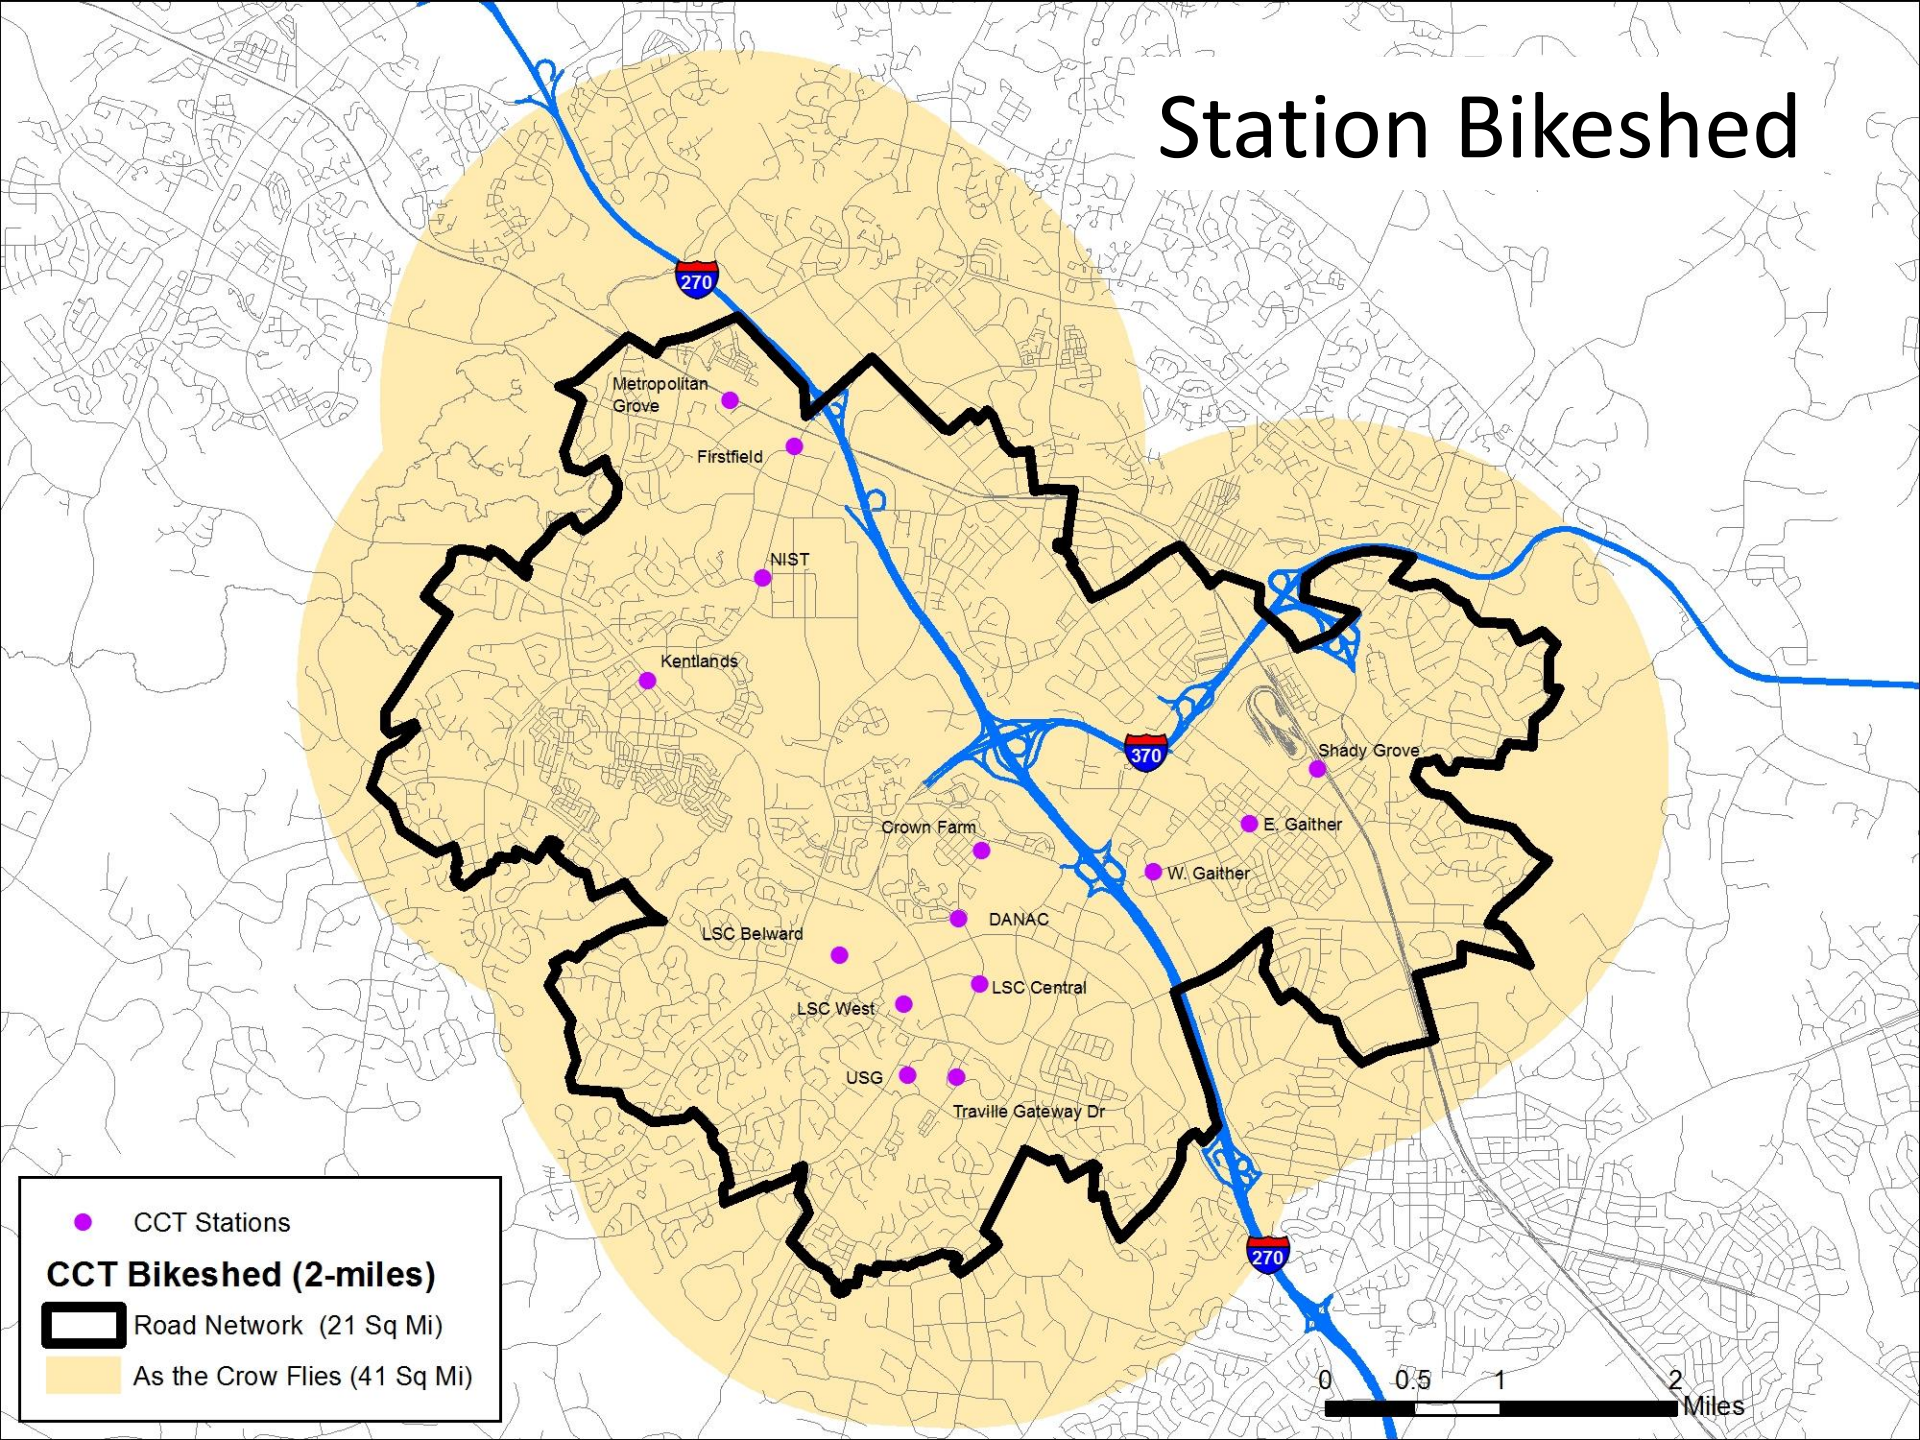 Station Bikeshed
270
Metropolitan
Grove
Firstfield
NIST
Kentlands
370
Shady Grove
Crown Farm
E. Gaither
W. Gaither
DANAC
LSC Belward
LSC Central
LSC West
USG
Traville Gateway Dr
270
CCT Stations
CCT Bikeshed (2-miles)
Road Network (21 Sq Mi)
As the Crow Flies (41 Sq Mi)
0 0.5 1 2
Miles